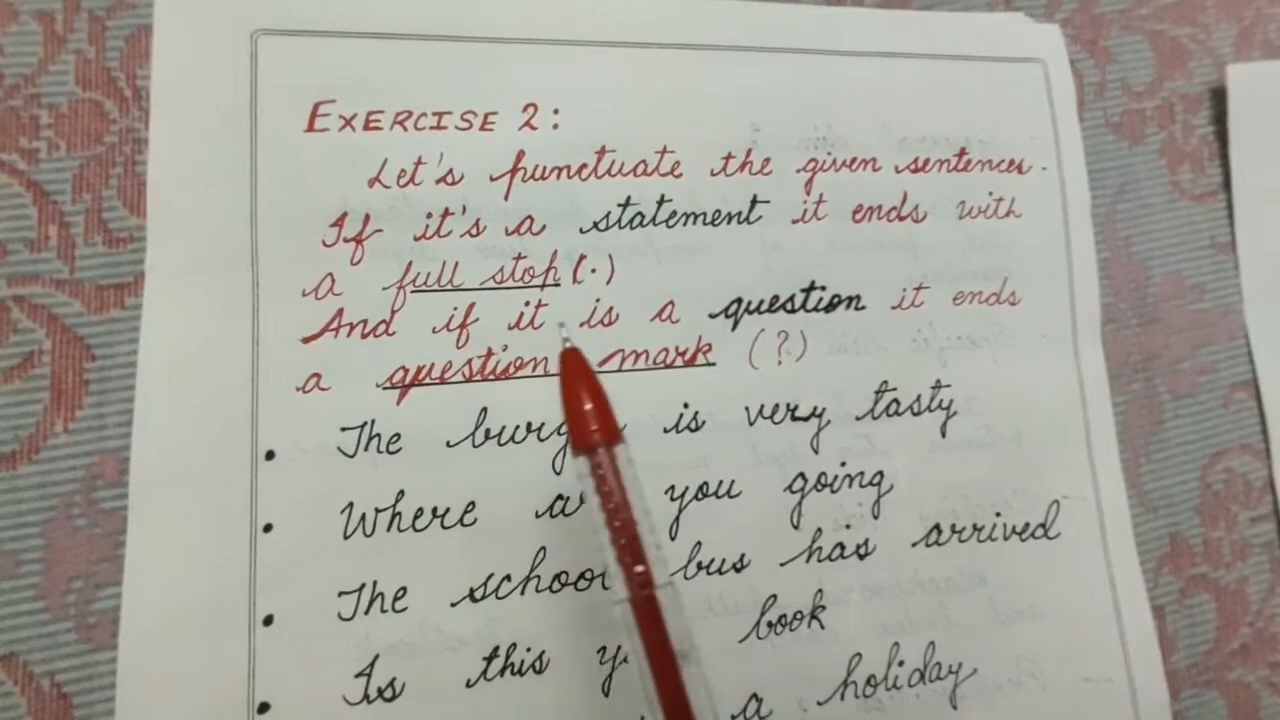 EXERCISE 2:
Let's punctuate the given sentences.
If it's a statement it ends with
a full stop (.)
And if it is a question it ends
a question mark (?)
The is very tasty
Where you going
The school bus has arrived
Is this book
a holiday